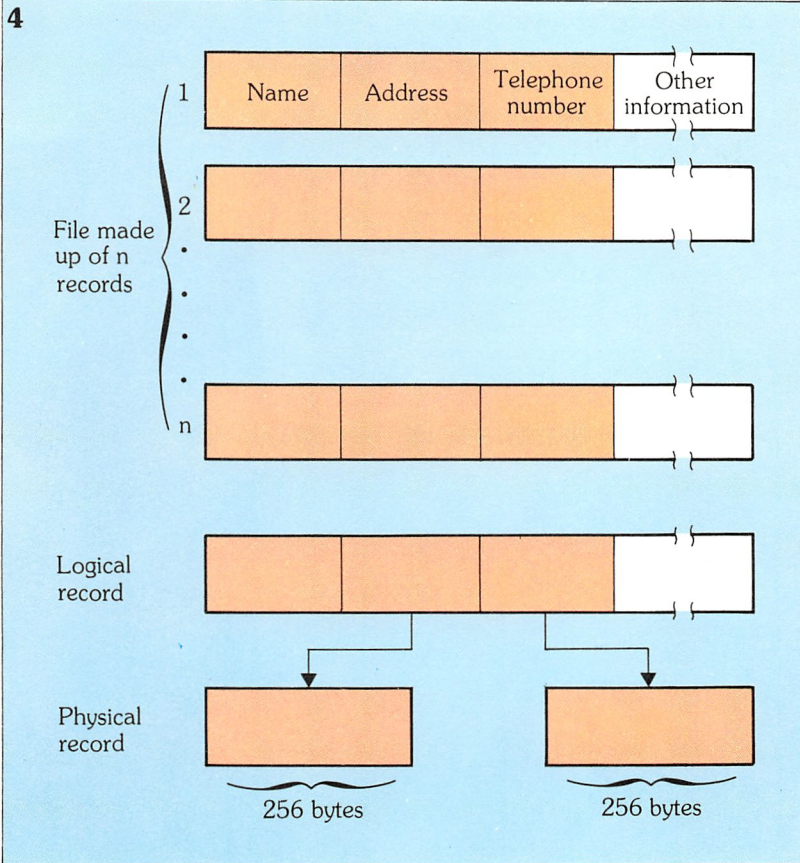 4
1
Name
Address
Telephone
number
Other
information
2
File made
up of n
records
n
Logical
record
Physical
record
256 bytes
256 bytes